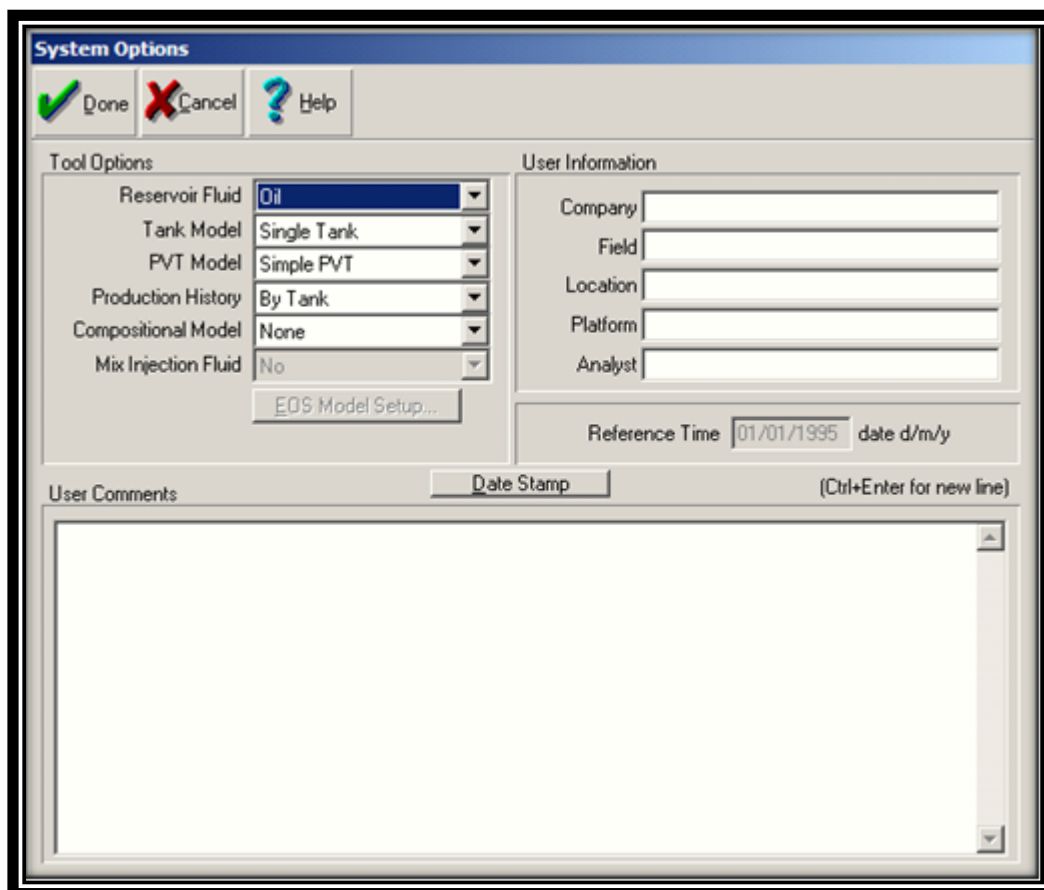 System Options
Done Cancel Help
Tool Options
Reservoir Fluid Oil
Tank Model Single Tank
PVT Model Simple PVT
Production History By Tank
Compositional Model None
Mix Injection Fluid No
EOS Model Setup...
User Information
Company
Field
Location
Platform
Analyst
Reference Time 01/01/1995 date d/m/y
User Comments Date Stamp (Ctrl+Enter for new line)